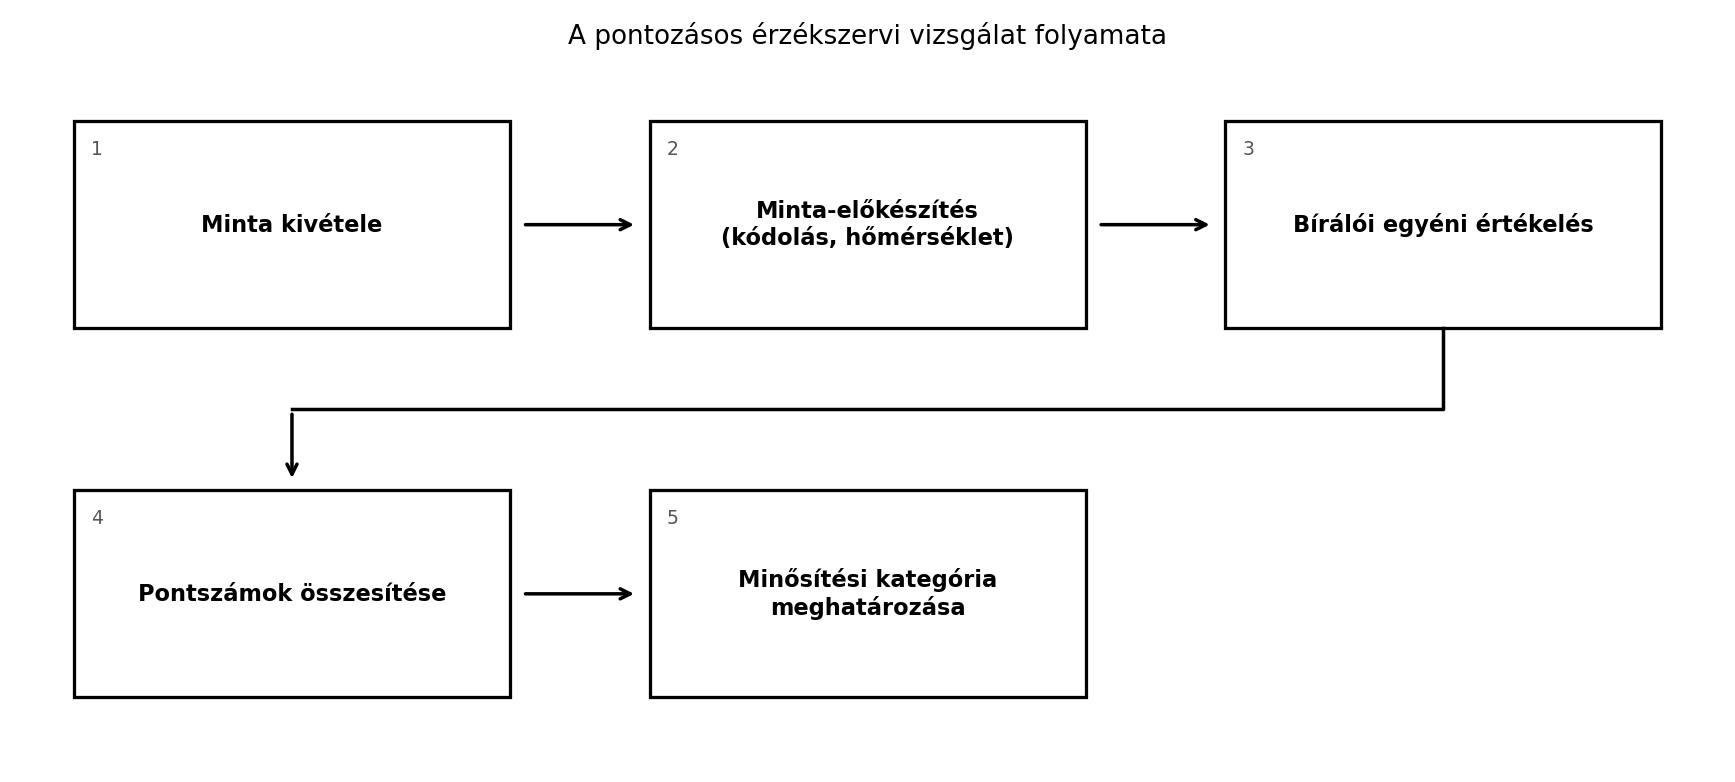 A pontozásos érzékszervi vizsgálat folyamata
1
Minta kivétele
2
Minta-előkészítés
(kódolás, hőmérséklet)
3
Bírálói egyéni értékelés
4
Pontszámok összesítése
5
Minősítési kategória
meghatározása